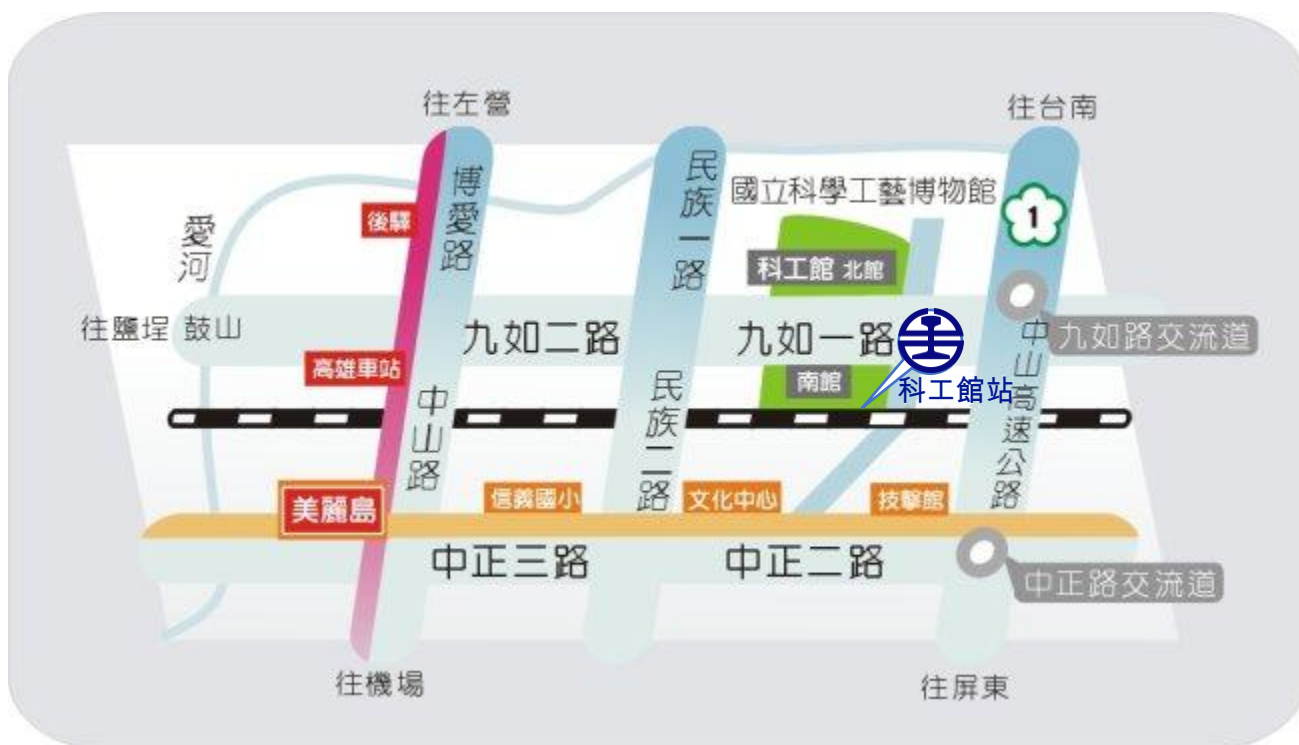 往左營
往台南
博愛路
民族一路
國立科學工藝博物館
1
後驛
愛河
科工館 北館
往鹽埕 鼓山
九如二路
九如一路
九如路交流道
高雄車站
南館
科工館站
中山路
民族二路
中山高速公路
美麗島
信義國小
文化中心
技擊館
中正三路
中正二路
中正路交流道
往機場
往屏東